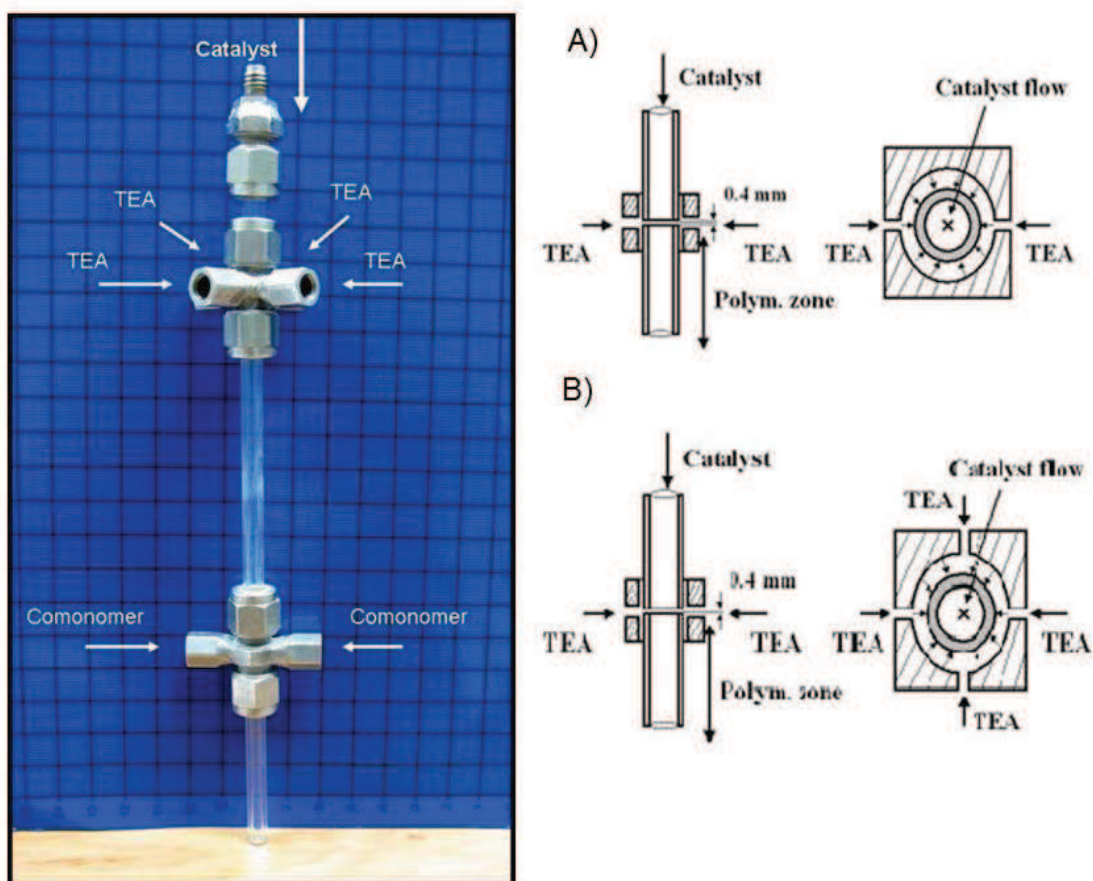 Catalyst
TEA
TEA
TEA
TEA
Comonomer
Comonomer
A)
Catalyst
0.4 mm
TEA
TEA
Polym. zone
Catalyst flow
TEA
TEA
B)
Catalyst
0.4 mm
TEA
TEA
Polym. zone
Catalyst flow
TEA
TEA
TEA
TEA